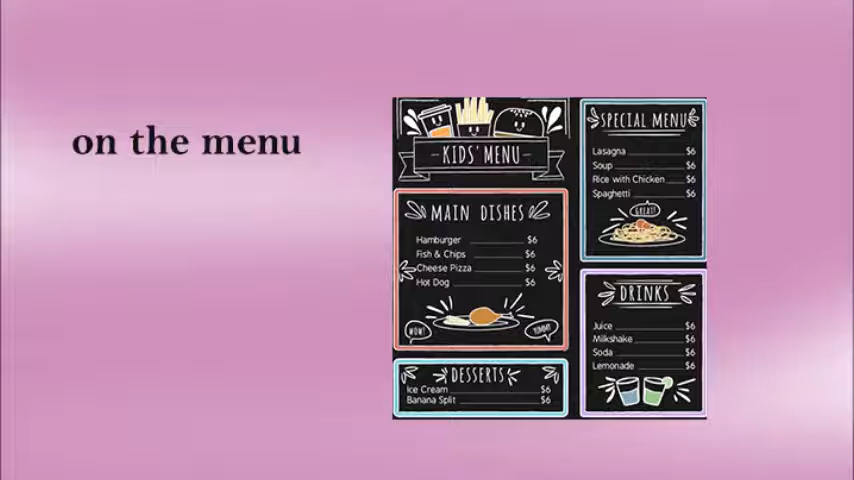 on the menu
-KIDS' MENU-
MAIN DISHES
Hamburger $6
Fish & Chips $6
Cheese Pizza $6
Hot Dog $6
WOW!
YUMMY
DESSERTS
Ice Cream $6
Banana Split $6
SPECIAL MENU
Lasagna $6
Soup $6
Rice with Chicken $6
Spaghetti $6
GREAT!
DRINKS
Juice $6
Milkshake $6
Soda $6
Lemonade $6